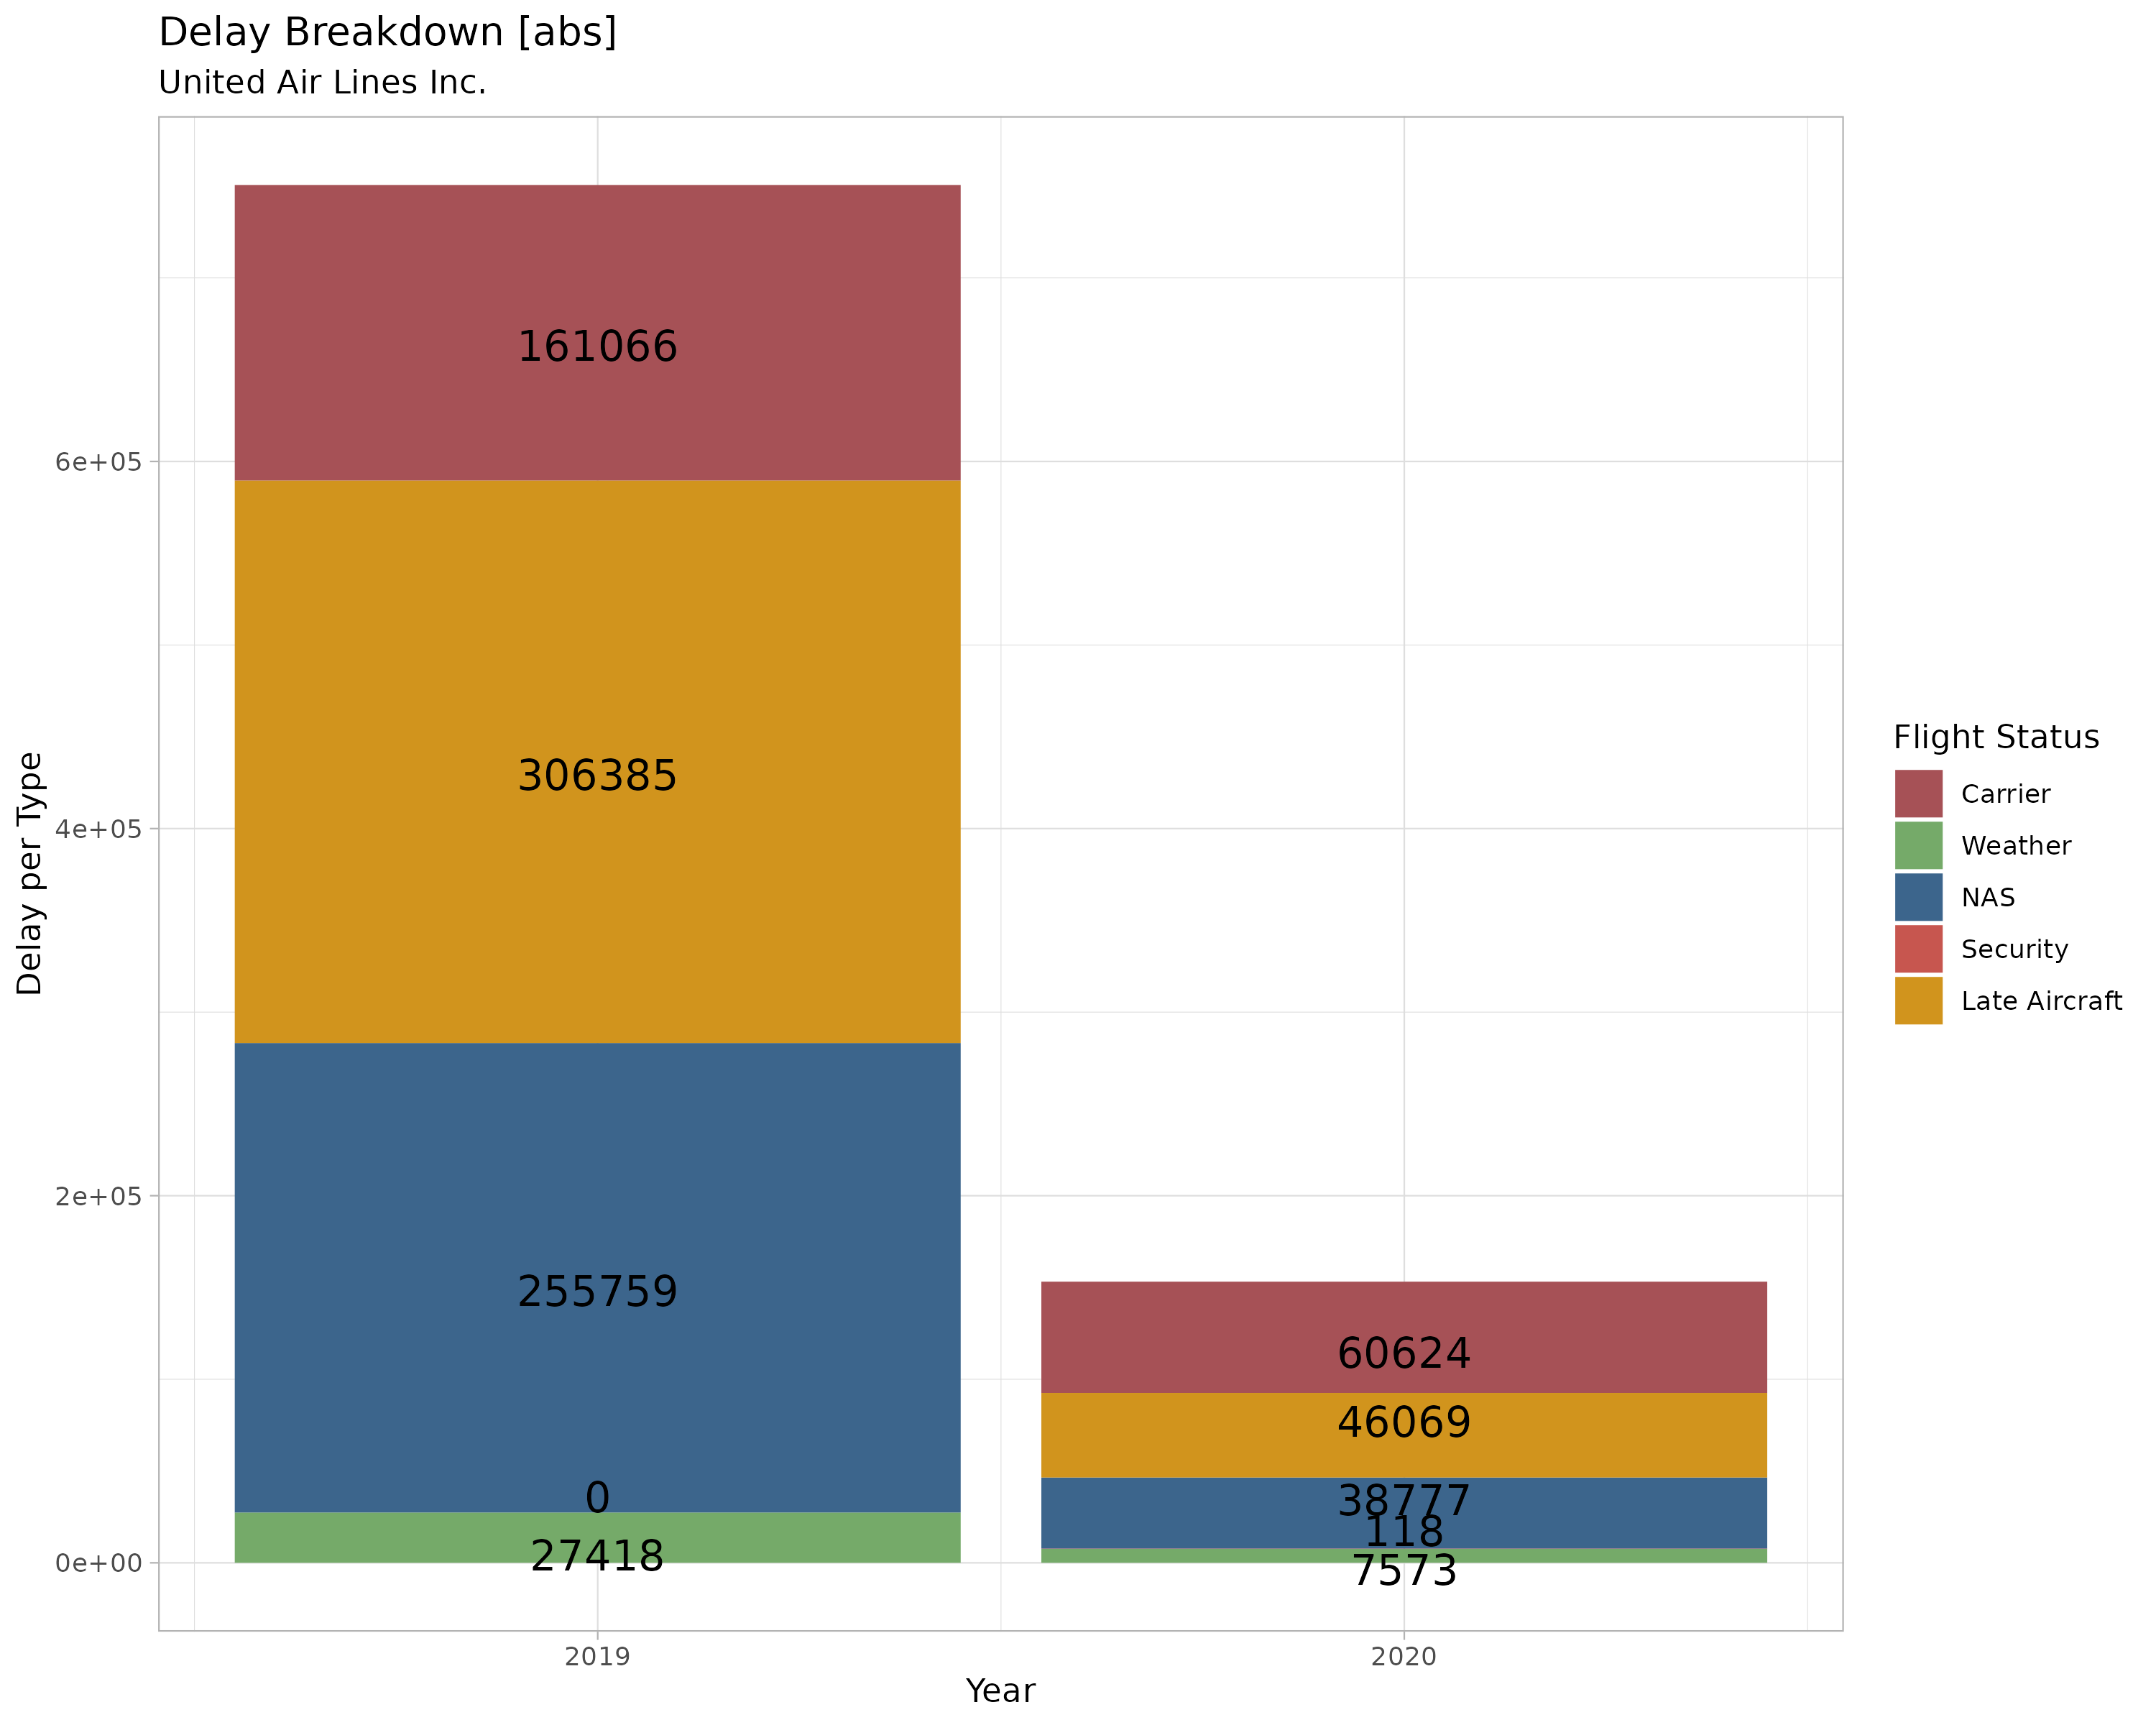 Delay Breakdown [abs]
United Air Lines Inc.
161066
6e+05
306385
Flight Status
Carrier
4e+05
Weather
Delay per Type
NAS
Security
Late Aircraft
2e+05
255759
60624
46069
0
38777
118
27418
0e+00
7573
2019
2020
Year